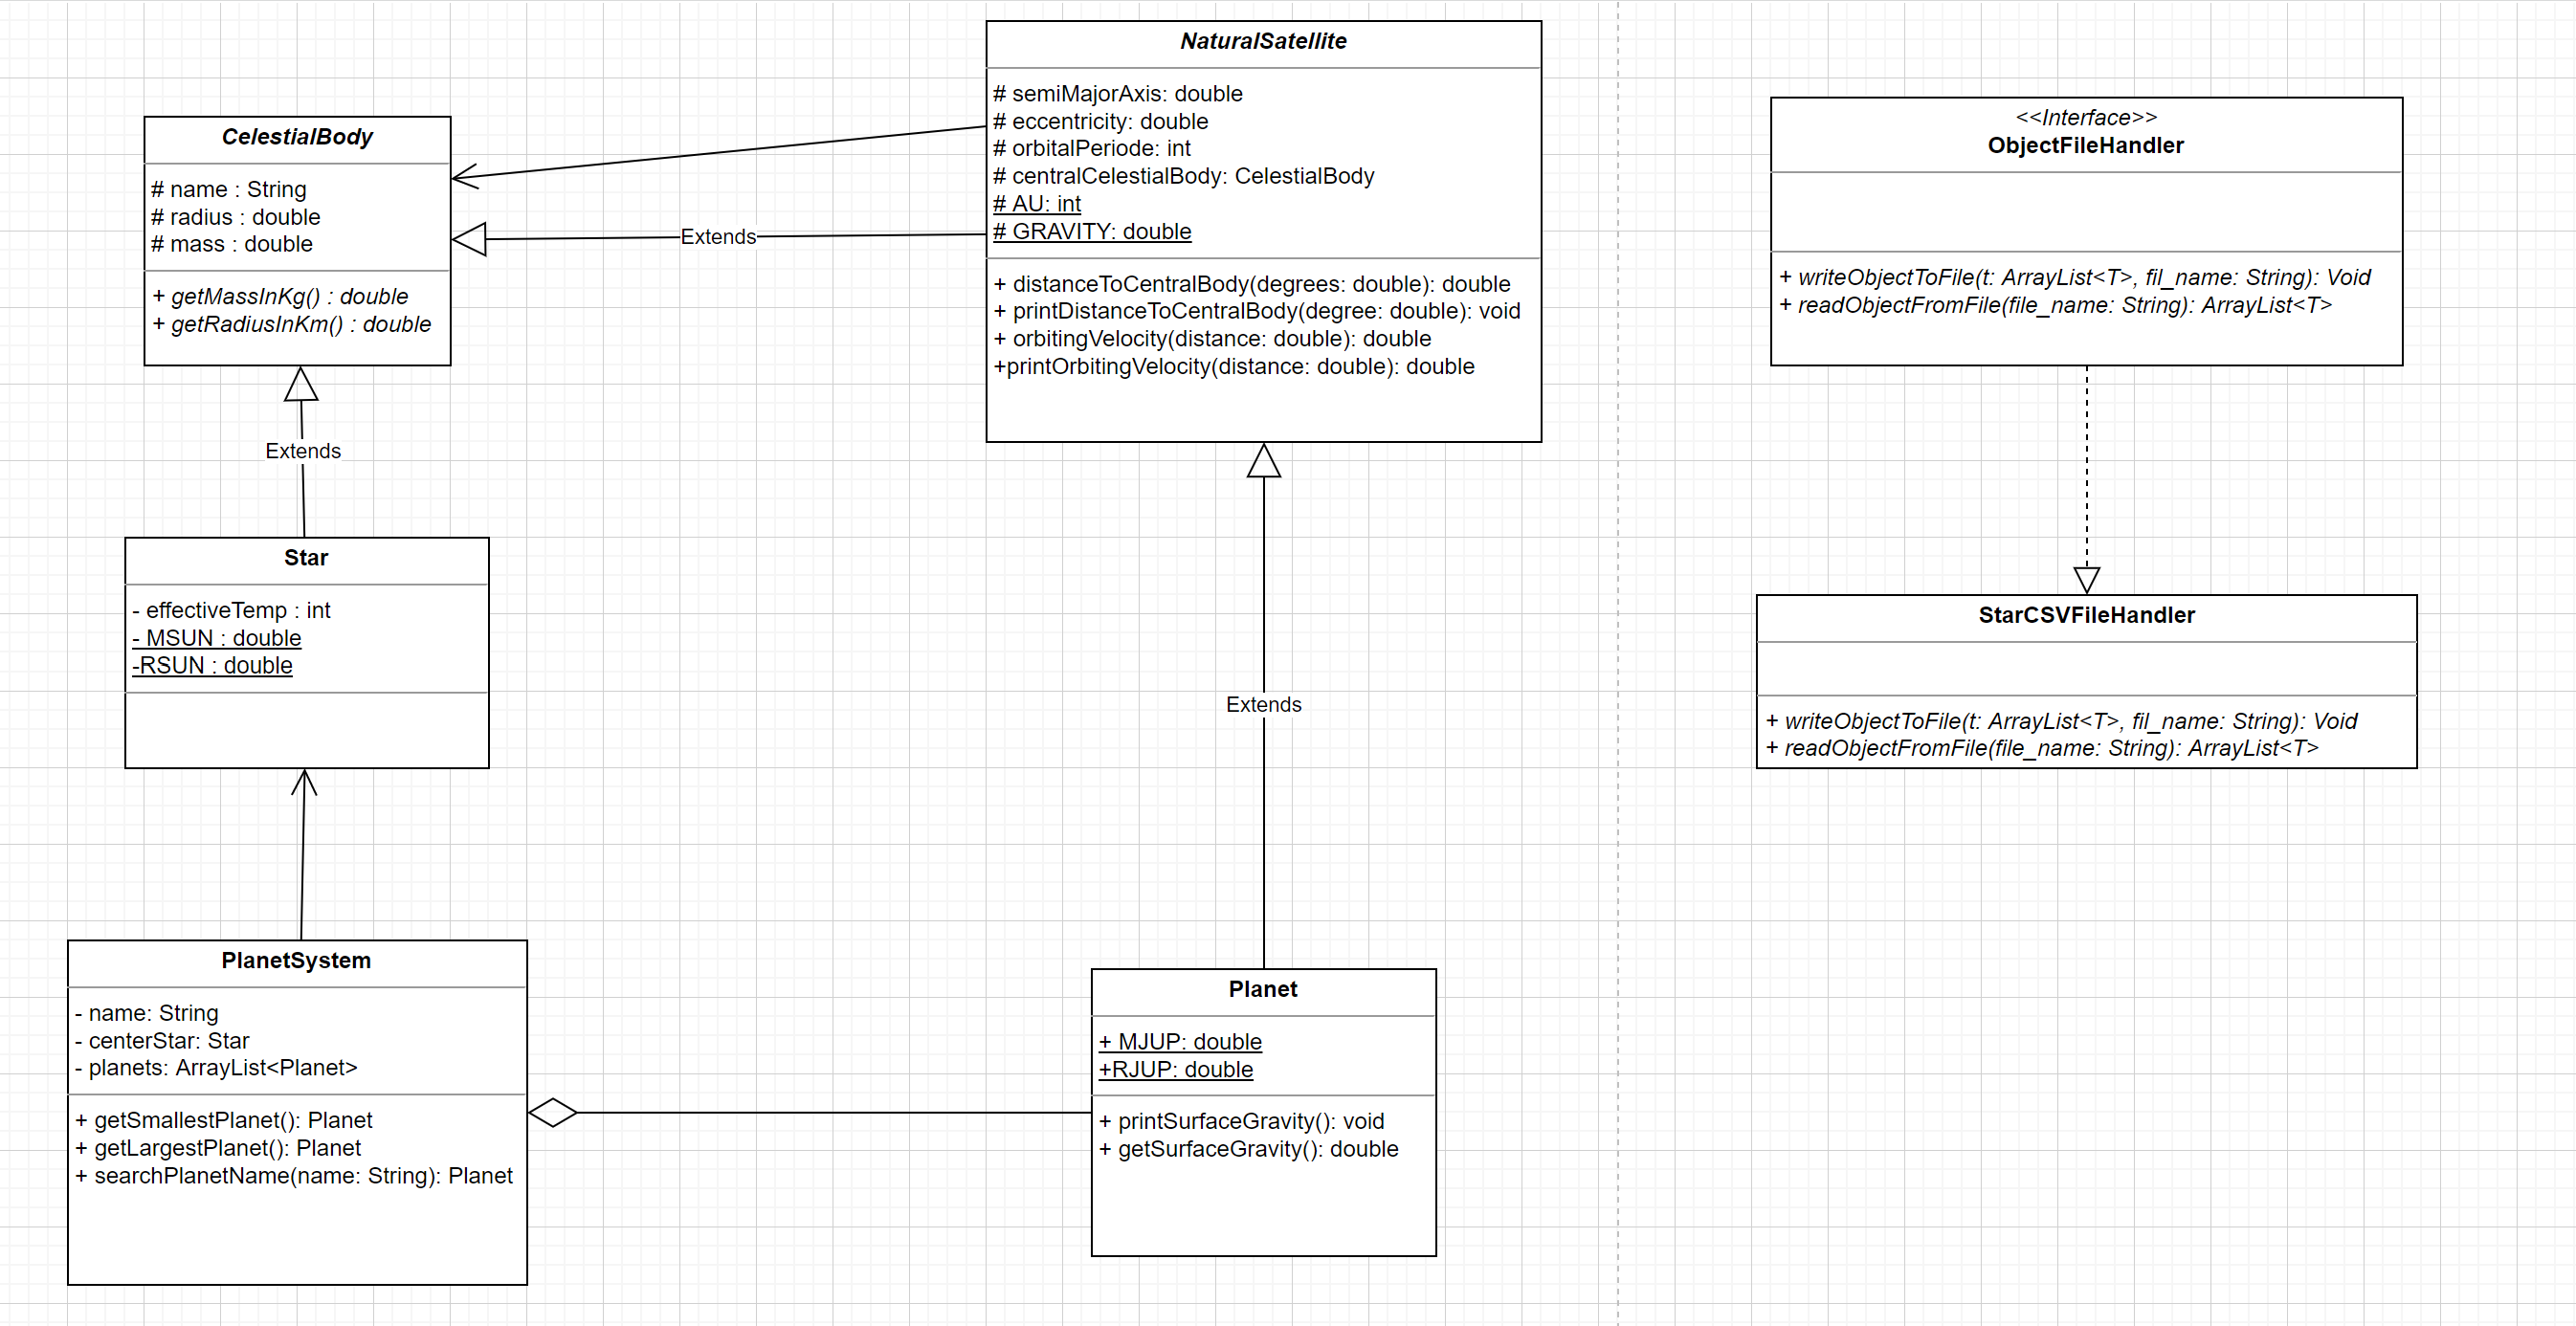 CelestialBody
# name : String
# radius : double
# mass : double
+ getMassInKg() : double
+ getRadiusInKm() : double
Extends
NaturalSatellite
# semiMajorAxis: double
# eccentricity: double
# orbitalPeriode: int
# centralCelestialBody: CelestialBody
# AU: int
# GRAVITY: double
+ distanceToCentralBody(degrees: double): double
+ printDistanceToCentralBody(degree: double): void
+ orbitingVelocity(distance: double): double
+printOrbitingVelocity(distance: double): double
<<Interface>>
ObjectFileHandler
+ writeObjectToFile(t: ArrayList<T>, fil_name: String): Void
+ readObjectFromFile(file_name: String): ArrayList<T>
Extends
Star
- effectiveTemp : int
- MSUN : double
-RSUN : double
Extends
StarCSVFileHandler
+ writeObjectToFile(t: ArrayList<T>, fil_name: String): Void
+ readObjectFromFile(file_name: String): ArrayList<T>
PlanetSystem
- name: String
- centerStar: Star
- planets: ArrayList<Planet>
+ getSmallestPlanet(): Planet
+ getLargestPlanet(): Planet
+ searchPlanetName(name: String): Planet
Planet
+ MJUP: double
+RJUP: double
+ printSurfaceGravity(): void
+ getSurfaceGravity(): double